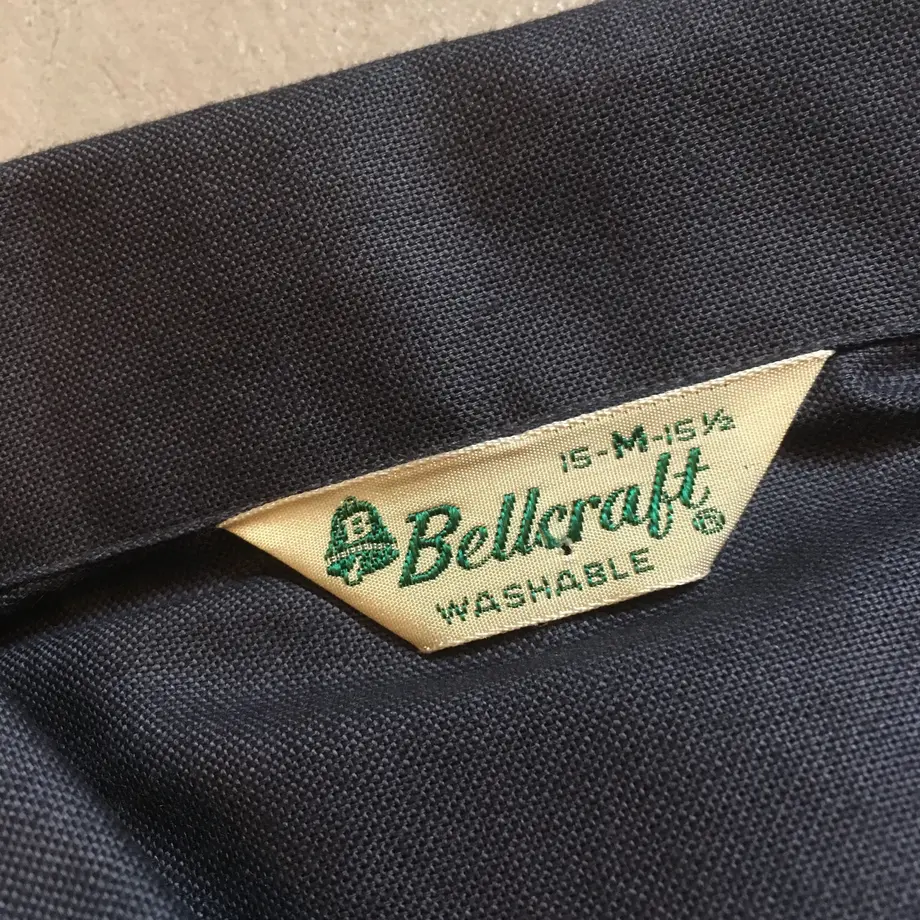 15-M-15½
B
Bellcraft ®
WASHABLE